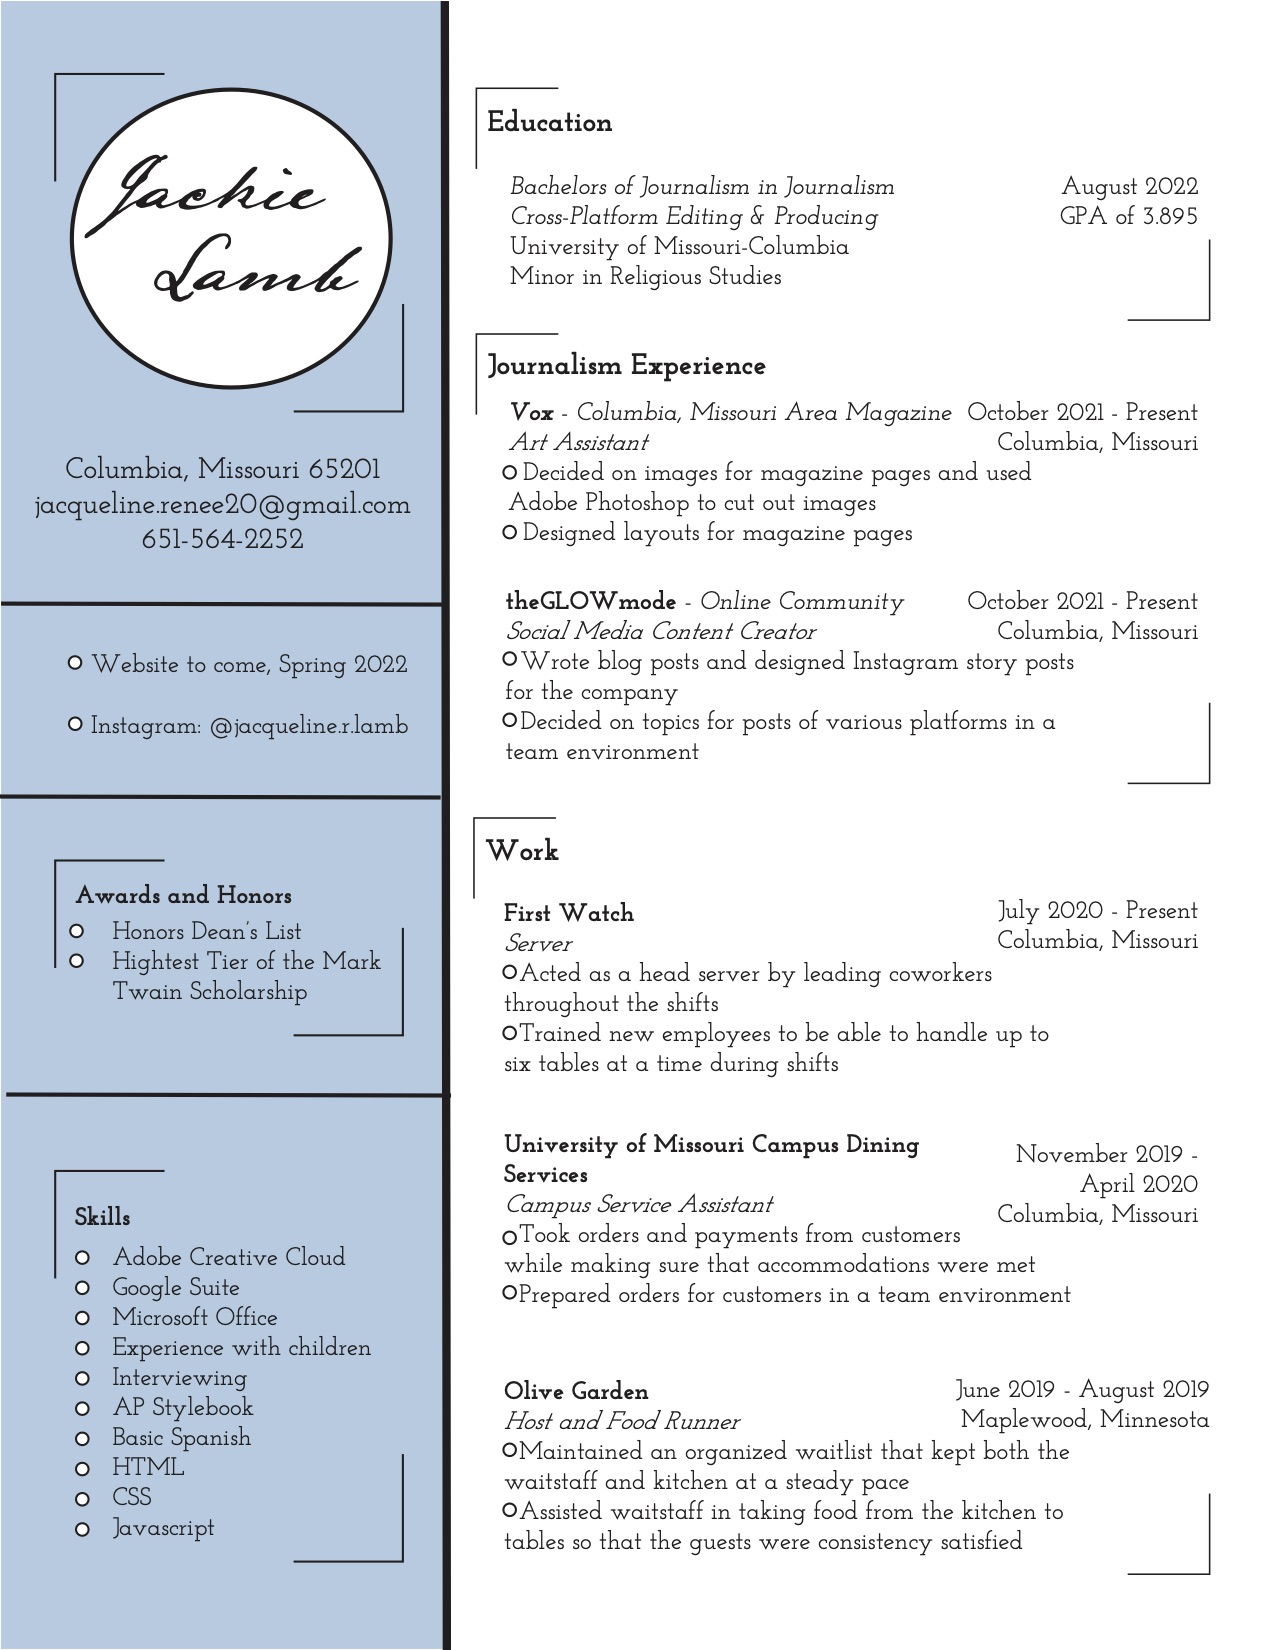 Jackie
Lamb
Columbia, Missouri 65201
jacqueline.renee20@gmail.com
651-564-2252
Website to come, Spring 2022
Instagram: @jacqueline.r.lamb
Awards and Honors
Honors Dean's List
Hightest Tier of the Mark
Twain Scholarship
Skills
Adobe Creative Cloud
Google Suite
Microsoft Office
Experience with children
Interviewing
AP Stylebook
Basic Spanish
HTML
CSS
Javascript
Education
Bachelors of Journalism in Journalism August 2022
Cross-Platform Editing & Producing GPA of 3.895
University of Missouri-Columbia
Minor in Religious Studies
Journalism Experience
Vox - Columbia, Missouri Area Magazine October 2021 - Present
Art Assistant Columbia, Missouri
Decided on images for magazine pages and used
Adobe Photoshop to cut out images
Designed layouts for magazine pages
theGLOWmode - Online Community October 2021 - Present
Social Media Content Creator Columbia, Missouri
Wrote blog posts and designed Instagram story posts
for the company
Decided on topics for posts of various platforms in a
team environment
Work
First Watch July 2020 - Present
Server Columbia, Missouri
Acted as a head server by leading coworkers
throughout the shifts
Trained new employees to be able to handle up to
six tables at a time during shifts
University of Missouri Campus Dining
Services
Campus Service Assistant
November 2019 -
April 2020
Columbia, Missouri
Took orders and payments from customers
while making sure that accommodations were met
Prepared orders for customers in a team environment
Olive Garden June 2019 - August 2019
Host and Food Runner Maplewood, Minnesota
Maintained an organized waitlist that kept both the
waitstaff and kitchen at a steady pace
Assisted waitstaff in taking food from the kitchen to
tables so that the guests were consistency satisfied